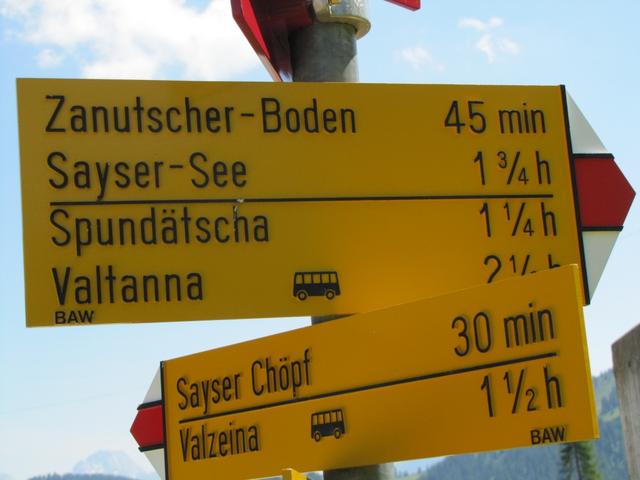 Zanutscher-Boden 45 min
Sayser-See 1 ¾ h
Spundätscha 1 ¼ h
Valtanna
BAW
Sayser Chöpf 30 min
Valzeina 1 ½ h
BAW